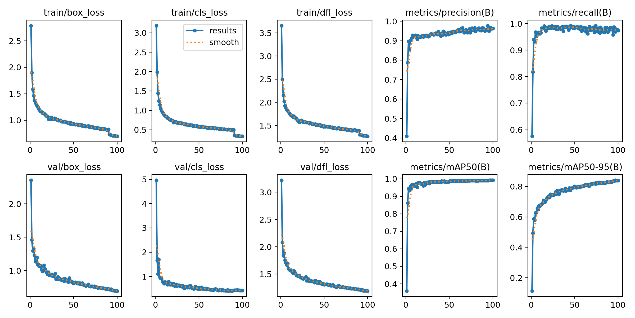 train/box_loss
train/cls_loss
train/dfl_loss
metrics/precision(B)
metrics/recall(B)
2.5
2.0
1.5
1.0
0 50 100
3.0
2.5
2.0
1.5
1.0
0.5
0 50 100
results
smooth
3.5
3.0
2.5
2.0
1.5
0 50 100
1.0
0.9
0.8
0.7
0.6
0.5
0.4
0 50 100
1.0
0.9
0.8
0.7
0.6
0 50 100
val/box_loss
val/cls_loss
val/dfl_loss
metrics/mAP50(B)
metrics/mAP50-95(B)
2.0
1.5
1.0
0 50 100
5
4
3
2
1
0 50 100
3.0
2.5
2.0
1.5
0 50 100
1.0
0.9
0.8
0.7
0.6
0.5
0.4
0 50 100
0.8
0.6
0.4
0.2
0 50 100